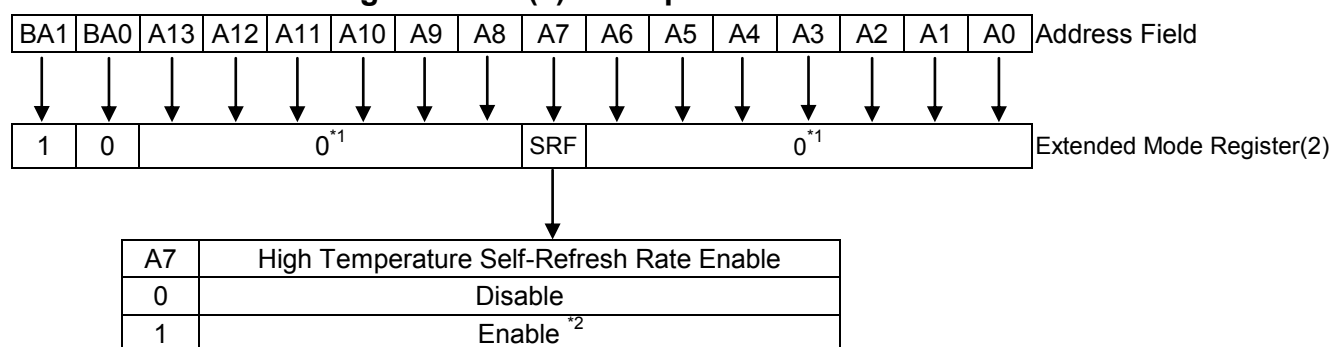 BA1 BA0 A13 A12 A11 A10 A9 A8 A7 A6 A5 A4 A3 A2 A1 A0 Address Field
1 0 0*1 SRF 0*1 Extended Mode Register(2)
A7 High Temperature Self-Refresh Rate Enable
0 Disable
1 Enable *2